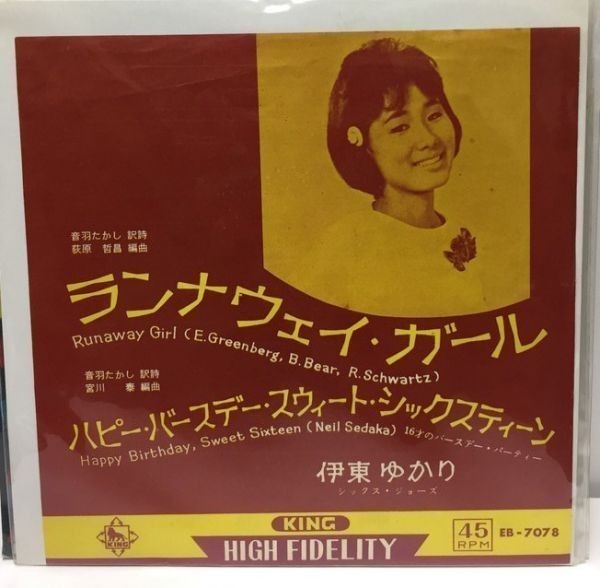 音羽たかし 訳詩
荻原 哲昌 編曲
ランナウェイ・ガール
Runaway Girl (E.Greenberg, B.Bear, R.Schwartz)
音羽たかし 訳詩
宮川 泰 編曲
ハピー・バースデー・スウィート・シックスティーン
Happy Birthday, Sweet Sixteen (Neil Sedaka) 16才のバースデー・パーティー
伊東ゆかり
シックス・ジョーズ
KING
KING
HIGH FIDELITY
45
RPM
EB-7078